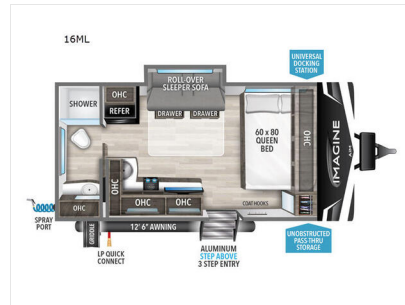 16ML
UNIVERSAL
DOCKING
STATION
ROLL-OVER
SLEEPER SOFA
OHC
REFER
SHOWER
DRAWER
DRAWER
60 x 80
QUEEN
BED
OHC
IMAGINE
OHC
OHC
OHC
OHC
COAT HOOKS
SPRAY
PORT
GRIDDLE
12' 6" AWNING
LP QUICK
CONNECT
ALUMINUM
STEP ABOVE
3 STEP ENTRY
UNOBSTRUCTED
PASS THRU
STORAGE